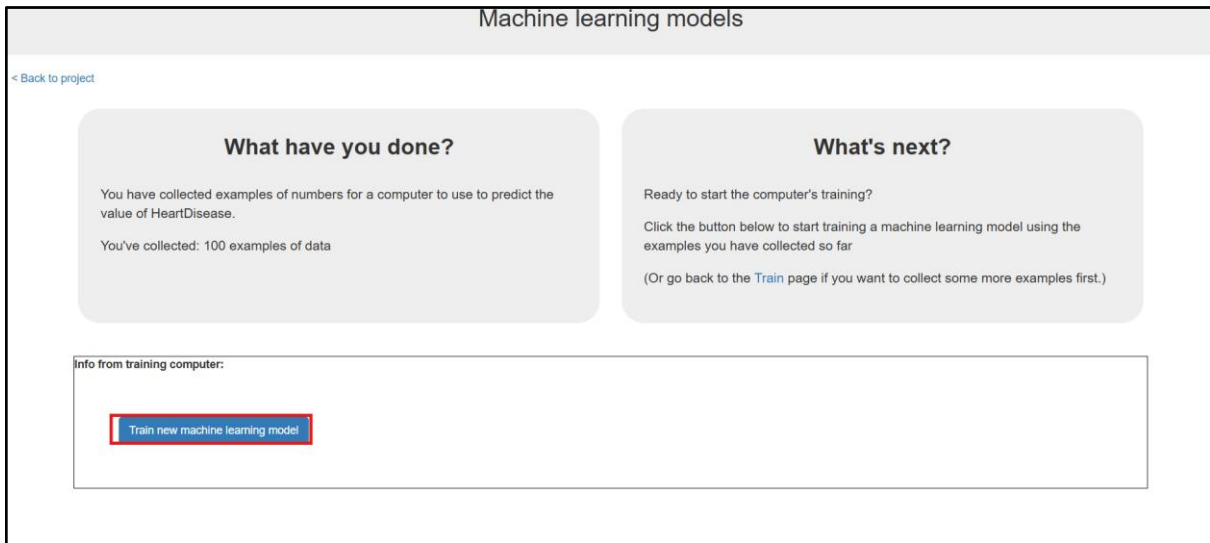 Machine learning models
< Back to project
What have you done?
You have collected examples of numbers for a computer to use to predict the
value of HeartDisease.
You've collected: 100 examples of data
What's next?
Ready to start the computer's training?
Click the button below to start training a machine learning model using the
examples you have collected so far
(Or go back to the Train page if you want to collect some more examples first.)
Info from training computer:
Train new machine learning model